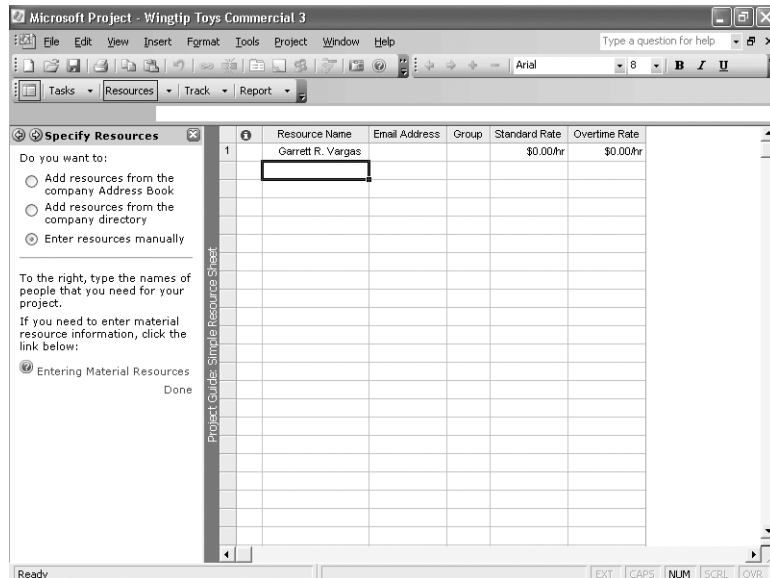 Microsoft Project - Wingtip Toys Commercial 3
File Edit View Insert Format Tools Project Window Help Type a question for help
Arial 8 B I U
Tasks Resources Track Report
Specify Resources
Do you want to:
Add resources from the
company Address Book
Add resources from the
company directory
Enter resources manually
To the right, type the names of
people that you need for your
project.
If you need to enter material
resource information, click the
link below:
Entering Material Resources
Done
Project Guide: Simple Resource Sheet
Resource Name Email Address Group Standard Rate Overtime Rate
1 Garrett R. Vargas $0.00/hr $0.00/hr
Ready EXT CAPS NUM SCRL OVR